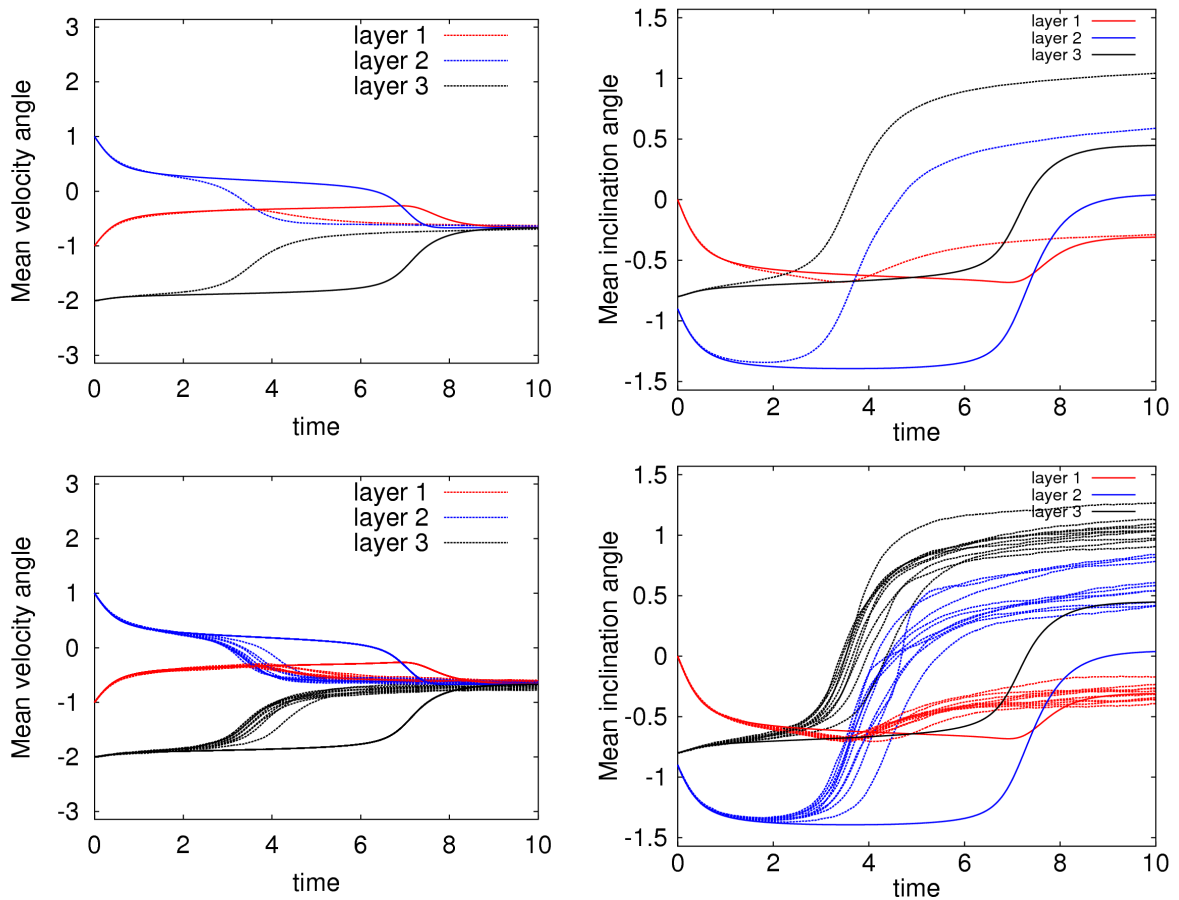 Mean velocity angle
3
2
1
0
-1
-2
-3
layer 1
layer 2
layer 3
0 2 4 6 8 10
time
Mean inclination angle
1.5
1
0.5
0
-0.5
-1
-1.5
layer 1
layer 2
layer 3
0 2 4 6 8 10
time
Mean velocity angle
3
2
1
0
-1
-2
-3
layer 1
layer 2
layer 3
0 2 4 6 8 10
time
Mean inclination angle
1.5
1
0.5
0
-0.5
-1
-1.5
layer 1
layer 2
layer 3
0 2 4 6 8 10
time